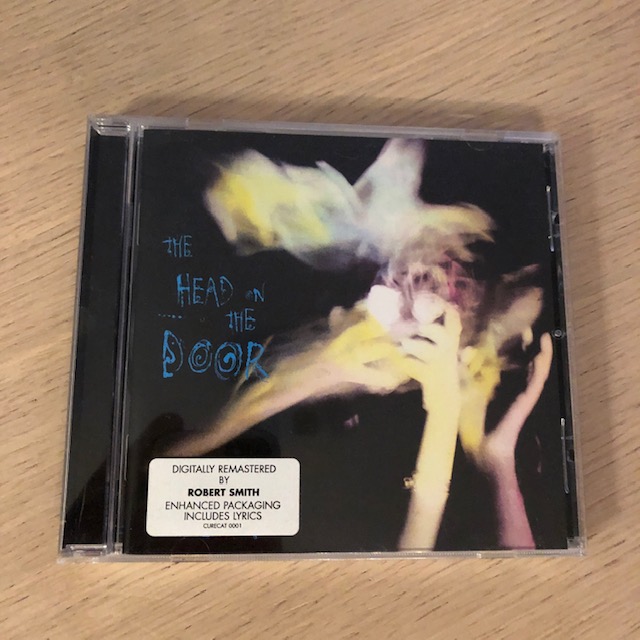 THE
HEAD ON
THE
DOOR
DIGITALLY REMASTERED
BY
ROBERT SMITH
ENHANCED PACKAGING
INCLUDES LYRICS
CURECAT 0001